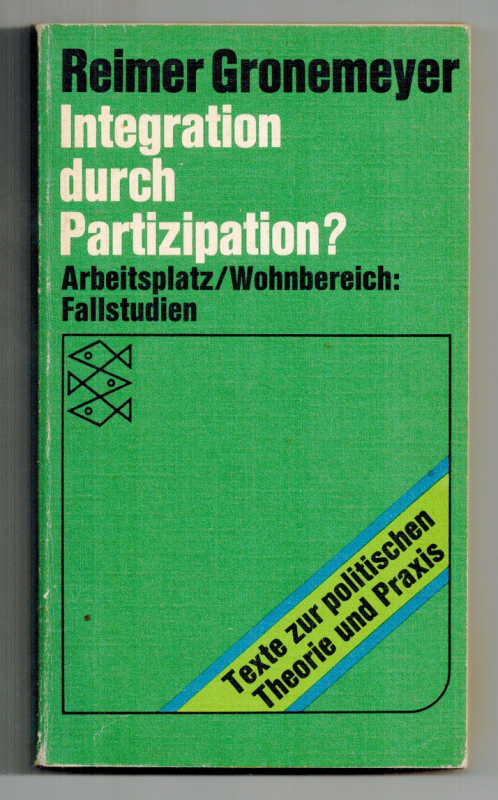 Reimer Gronemeyer
Integration
durch
Partizipation?
Arbeitsplatz/Wohnbereich:
Fallstudien
Texte zur politischen
Theorie und Praxis